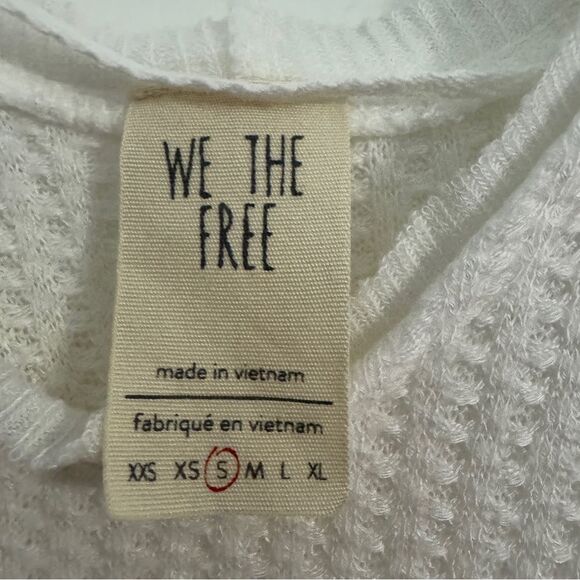 WE THE
FREE
made in vietnam
fabriqué en vietnam
XXS XS S M L XL